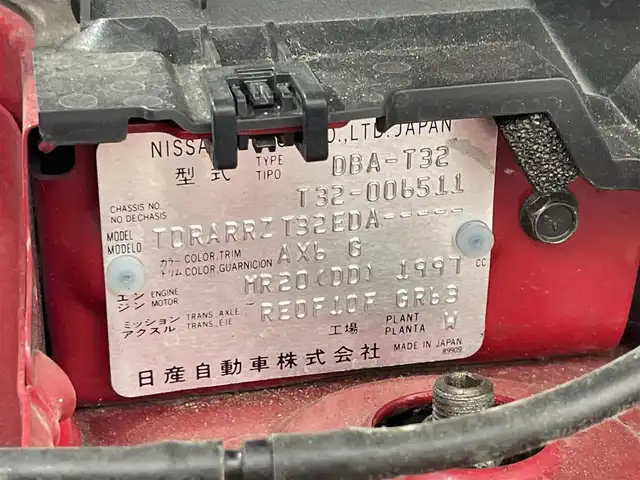 NISSAN MOTOR CO.,LTD.JAPAN
型式 TYPE TIPO DBA-T32
CHASSIS NO. NO.DE CHASIS T32-006511
MODEL MODELO TDRARRZ T32EDA-----
カラー トリム COLOR,TRIM COLOR,GUARNICION AX6 G
エンジン ENGINE MOTOR MR20(DD) 1997 CC
ミッション アクスル TRANS.,AXLE TRANS.,EJE RE0F10F GR63
工場 PLANT PLANTA W
日産自動車株式会社 MADE IN JAPAN
89909